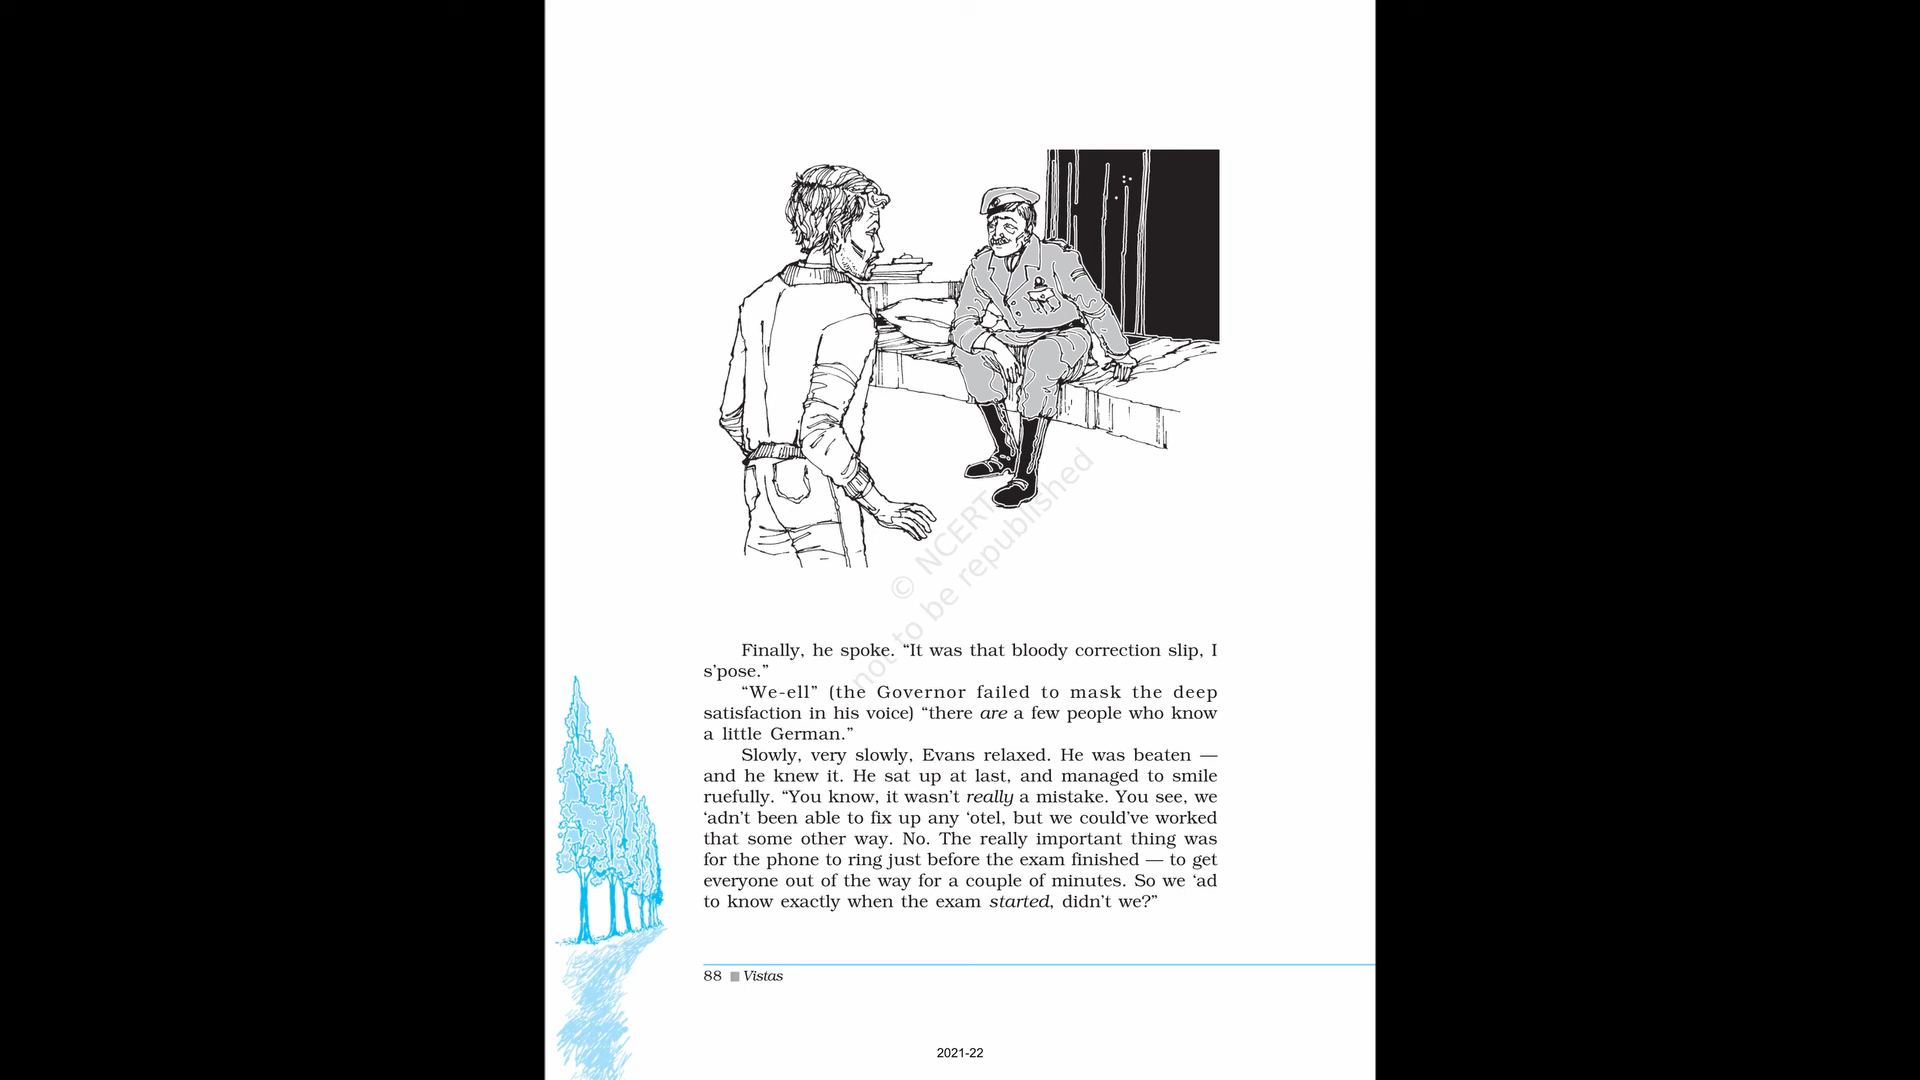 © NCERT
not to be republished
Finally, he spoke. “It was that bloody correction slip, I
s’pose.”
“We-ell” (the Governor failed to mask the deep
satisfaction in his voice) “there are a few people who know
a little German.”
Slowly, very slowly, Evans relaxed. He was beaten —
and he knew it. He sat up at last, and managed to smile
ruefully. “You know, it wasn’t really a mistake. You see, we
‘adn’t been able to fix up any ‘otel, but we could’ve worked
that some other way. No. The really important thing was
for the phone to ring just before the exam finished — to get
everyone out of the way for a couple of minutes. So we ‘ad
to know exactly when the exam started, didn’t we?”
88 ■ Vistas
2021-22